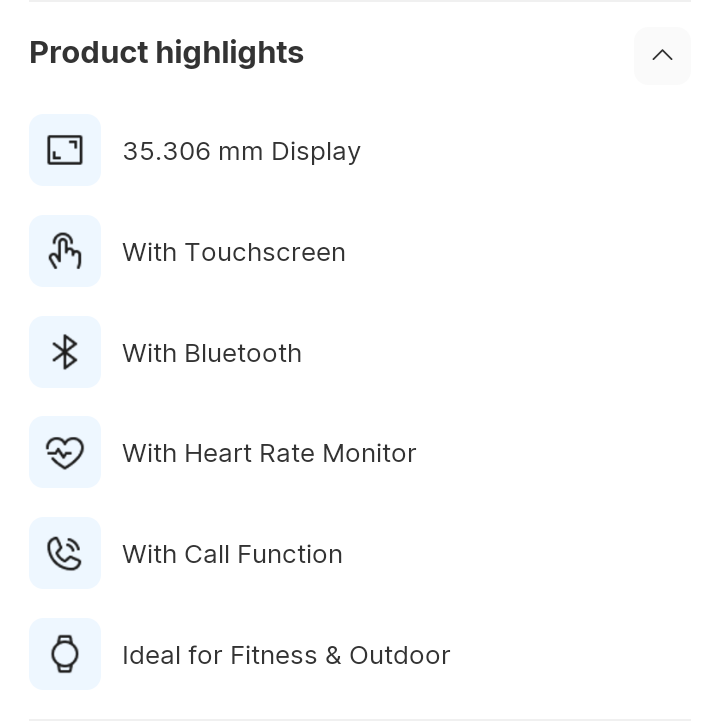 Product highlights
35.306 mm Display
With Touchscreen
With Bluetooth
With Heart Rate Monitor
With Call Function
Ideal for Fitness & Outdoor